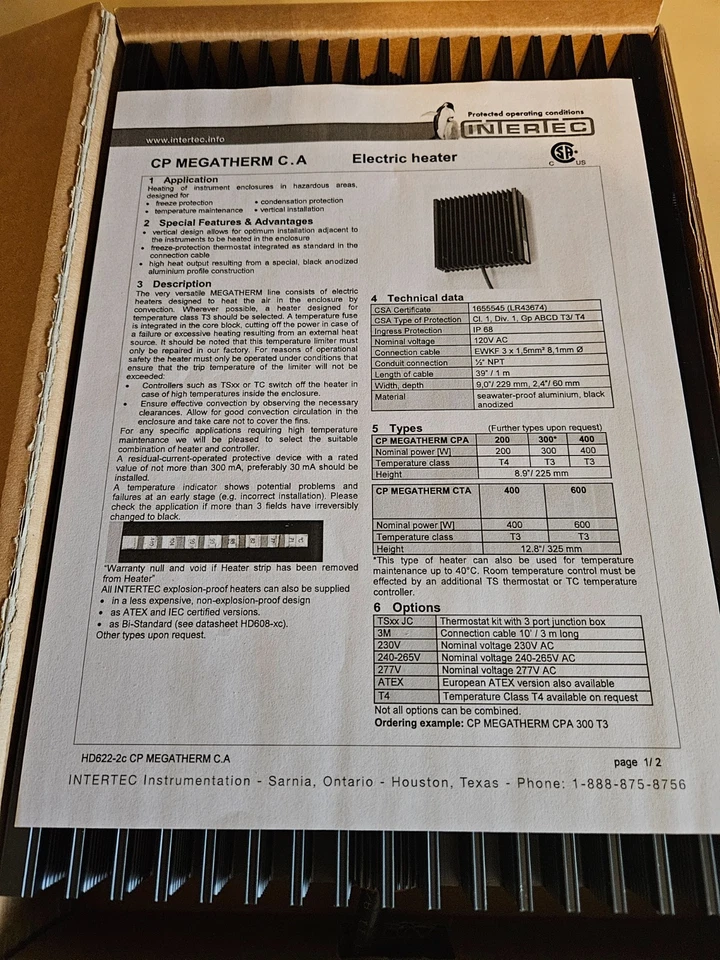 Protected operating conditions
INTERTEC
www.intertec.info
CP MEGATHERM C.A Electric heater
C SA US
1 Application
Heating of instrument enclosures in hazardous areas,
designed for
• freeze protection • condensation protection
• temperature maintenance • vertical installation
2 Special Features & Advantages
• vertical design allows for optimum installation adjacent to
the instruments to be heated in the enclosure
• freeze-protection thermostat integrated as standard in the
connection cable
• high heat output resulting from a special, black anodized
aluminium profile construction
3 Description
The very versatile MEGATHERM line consists of electric
heaters designed to heat the air in the enclosure by
convection. Wherever possible, a heater designed for
temperature class T3 should be selected. A temperature fuse
is integrated in the core block, cutting off the power in case of
a failure or excessive heating resulting from an external heat
source. It should be noted that this temperature limiter must
only be repaired in our factory. For reasons of operational
safety the heater must only be operated under conditions that
ensure that the trip temperature of the limiter will not be
exceeded:
• Controllers such as TSxx or TC switch off the heater in
case of high temperatures inside the enclosure.
• Ensure effective convection by observing the necessary
clearances. Allow for good convection circulation in the
enclosure and take care not to cover the fins.
For any specific applications requiring high temperature
maintenance we will be pleased to select the suitable
combination of heater and controller.
A residual-current-operated protective device with a rated
value of not more than 300 mA, preferably 30 mA should be
installed.
A temperature indicator shows potential problems and
failures at an early stage (e.g. incorrect installation). Please
check the application if more than 3 fields have irreversibly
changed to black.
"Warranty null and void if Heater strip has been removed
from Heater"
All INTERTEC explosion-proof heaters can also be supplied
• in a less expensive, non-explosion-proof design
• as ATEX and IEC certified versions.
• as Bi-Standard (see datasheet HD608-xc).
Other types upon request.
4 Technical data
CSA Certificate 1655545 (LR43674)
CSA Type of Protection Cl. 1, Div. 1, Gp ABCD T3/ T4
Ingress Protection IP 68
Nominal voltage 120V AC
Connection cable EWKF 3 x 1,5mm² 8,1mm Ø
Conduit connection ½" NPT
Length of cable 39" / 1 m
Width, depth 9,0"/ 229 mm, 2,4"/ 60 mm
Material seawater-proof aluminium, black
anodized
5 Types (Further types upon request)
CP MEGATHERM CPA 200 300* 400
Nominal power [W] 200 300 400
Temperature class T4 T3 T3
Height 8.9"/ 225 mm
CP MEGATHERM CTA 400 600
Nominal power [W] 400 600
Temperature class T3 T3
Height 12.8"/ 325 mm
*This type of heater can also be used for temperature
maintenance up to 40°C. Room temperature control must be
effected by an additional TS thermostat or TC temperature
controller.
6 Options
TSxx JC Thermostat kit with 3 port junction box
3M Connection cable 10' / 3 m long
230V Nominal voltage 230V AC
240-265V Nominal voltage 240-265V AC
277V Nominal voltage 277V AC
ATEX European ATEX version also available
T4 Temperature Class T4 available on request
Not all options can be combined.
Ordering example: CP MEGATHERM CPA 300 T3
HD622-2c CP MEGATHERM C.A page 1/ 2
INTERTEC Instrumentation - Sarnia, Ontario - Houston, Texas - Phone: 1-888-875-8756